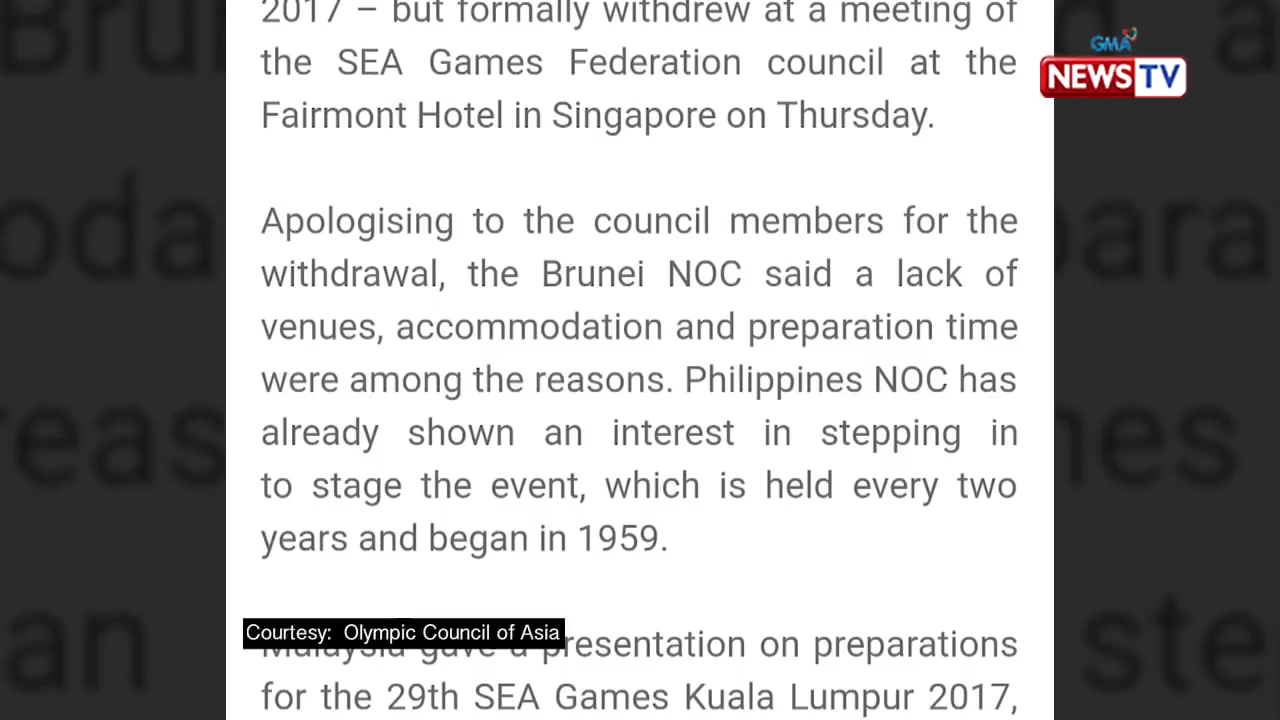 2017 – but formally withdrew at a meeting of
the SEA Games Federation council at the
Fairmont Hotel in Singapore on Thursday.
Apologising to the council members for the
withdrawal, the Brunei NOC said a lack of
venues, accommodation and preparation time
were among the reasons. Philippines NOC has
already shown an interest in stepping in
to stage the event, which is held every two
years and began in 1959.
Malaysia gave a presentation on preparations
for the 29th SEA Games Kuala Lumpur 2017,
Courtesy: Olympic Council of Asia
GMA
NEWS TV